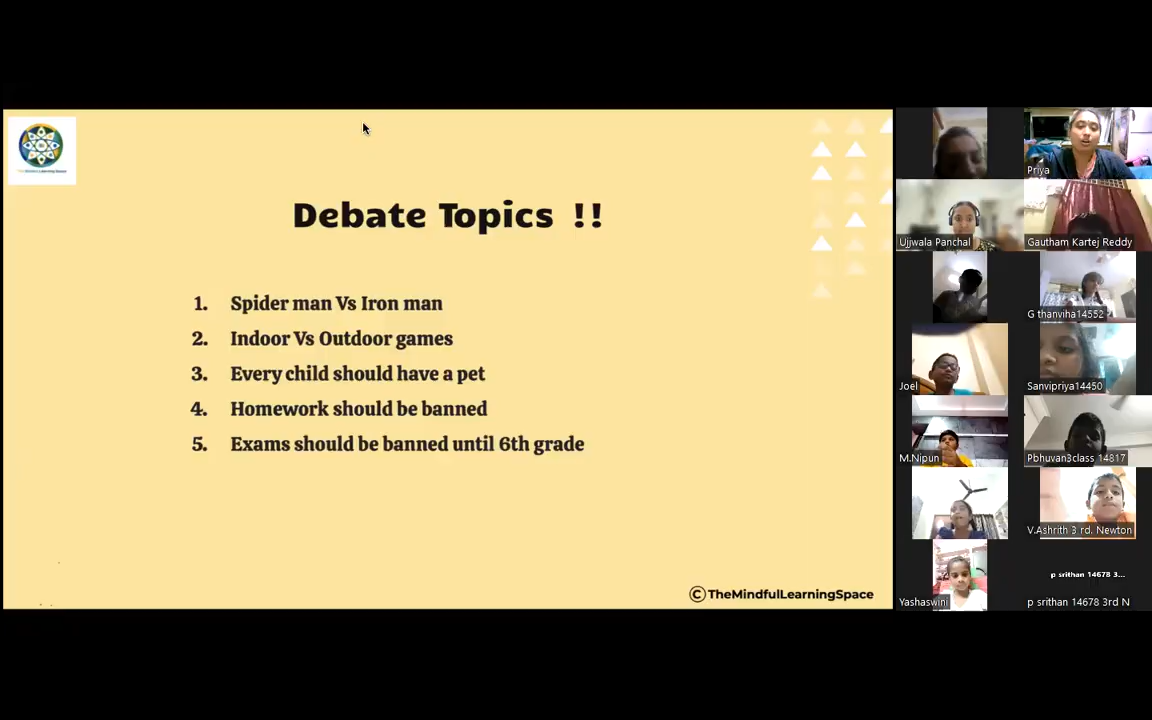 Debate Topics !!
1. Spider man Vs Iron man
2. Indoor Vs Outdoor games
3. Every child should have a pet
4. Homework should be banned
5. Exams should be banned until 6th grade
©TheMindfulLearningSpace
Priya
Ujjwala Panchal
Gautham Kartej Reddy
G thanviha14552
Joel
Sanvipriya14450
M.Nipun
Pbhuvan3class 14817
V.Ashrith 3 rd. Newton
Yashaswini
p srithan 14678 3...
p srithan 14678 3rd N